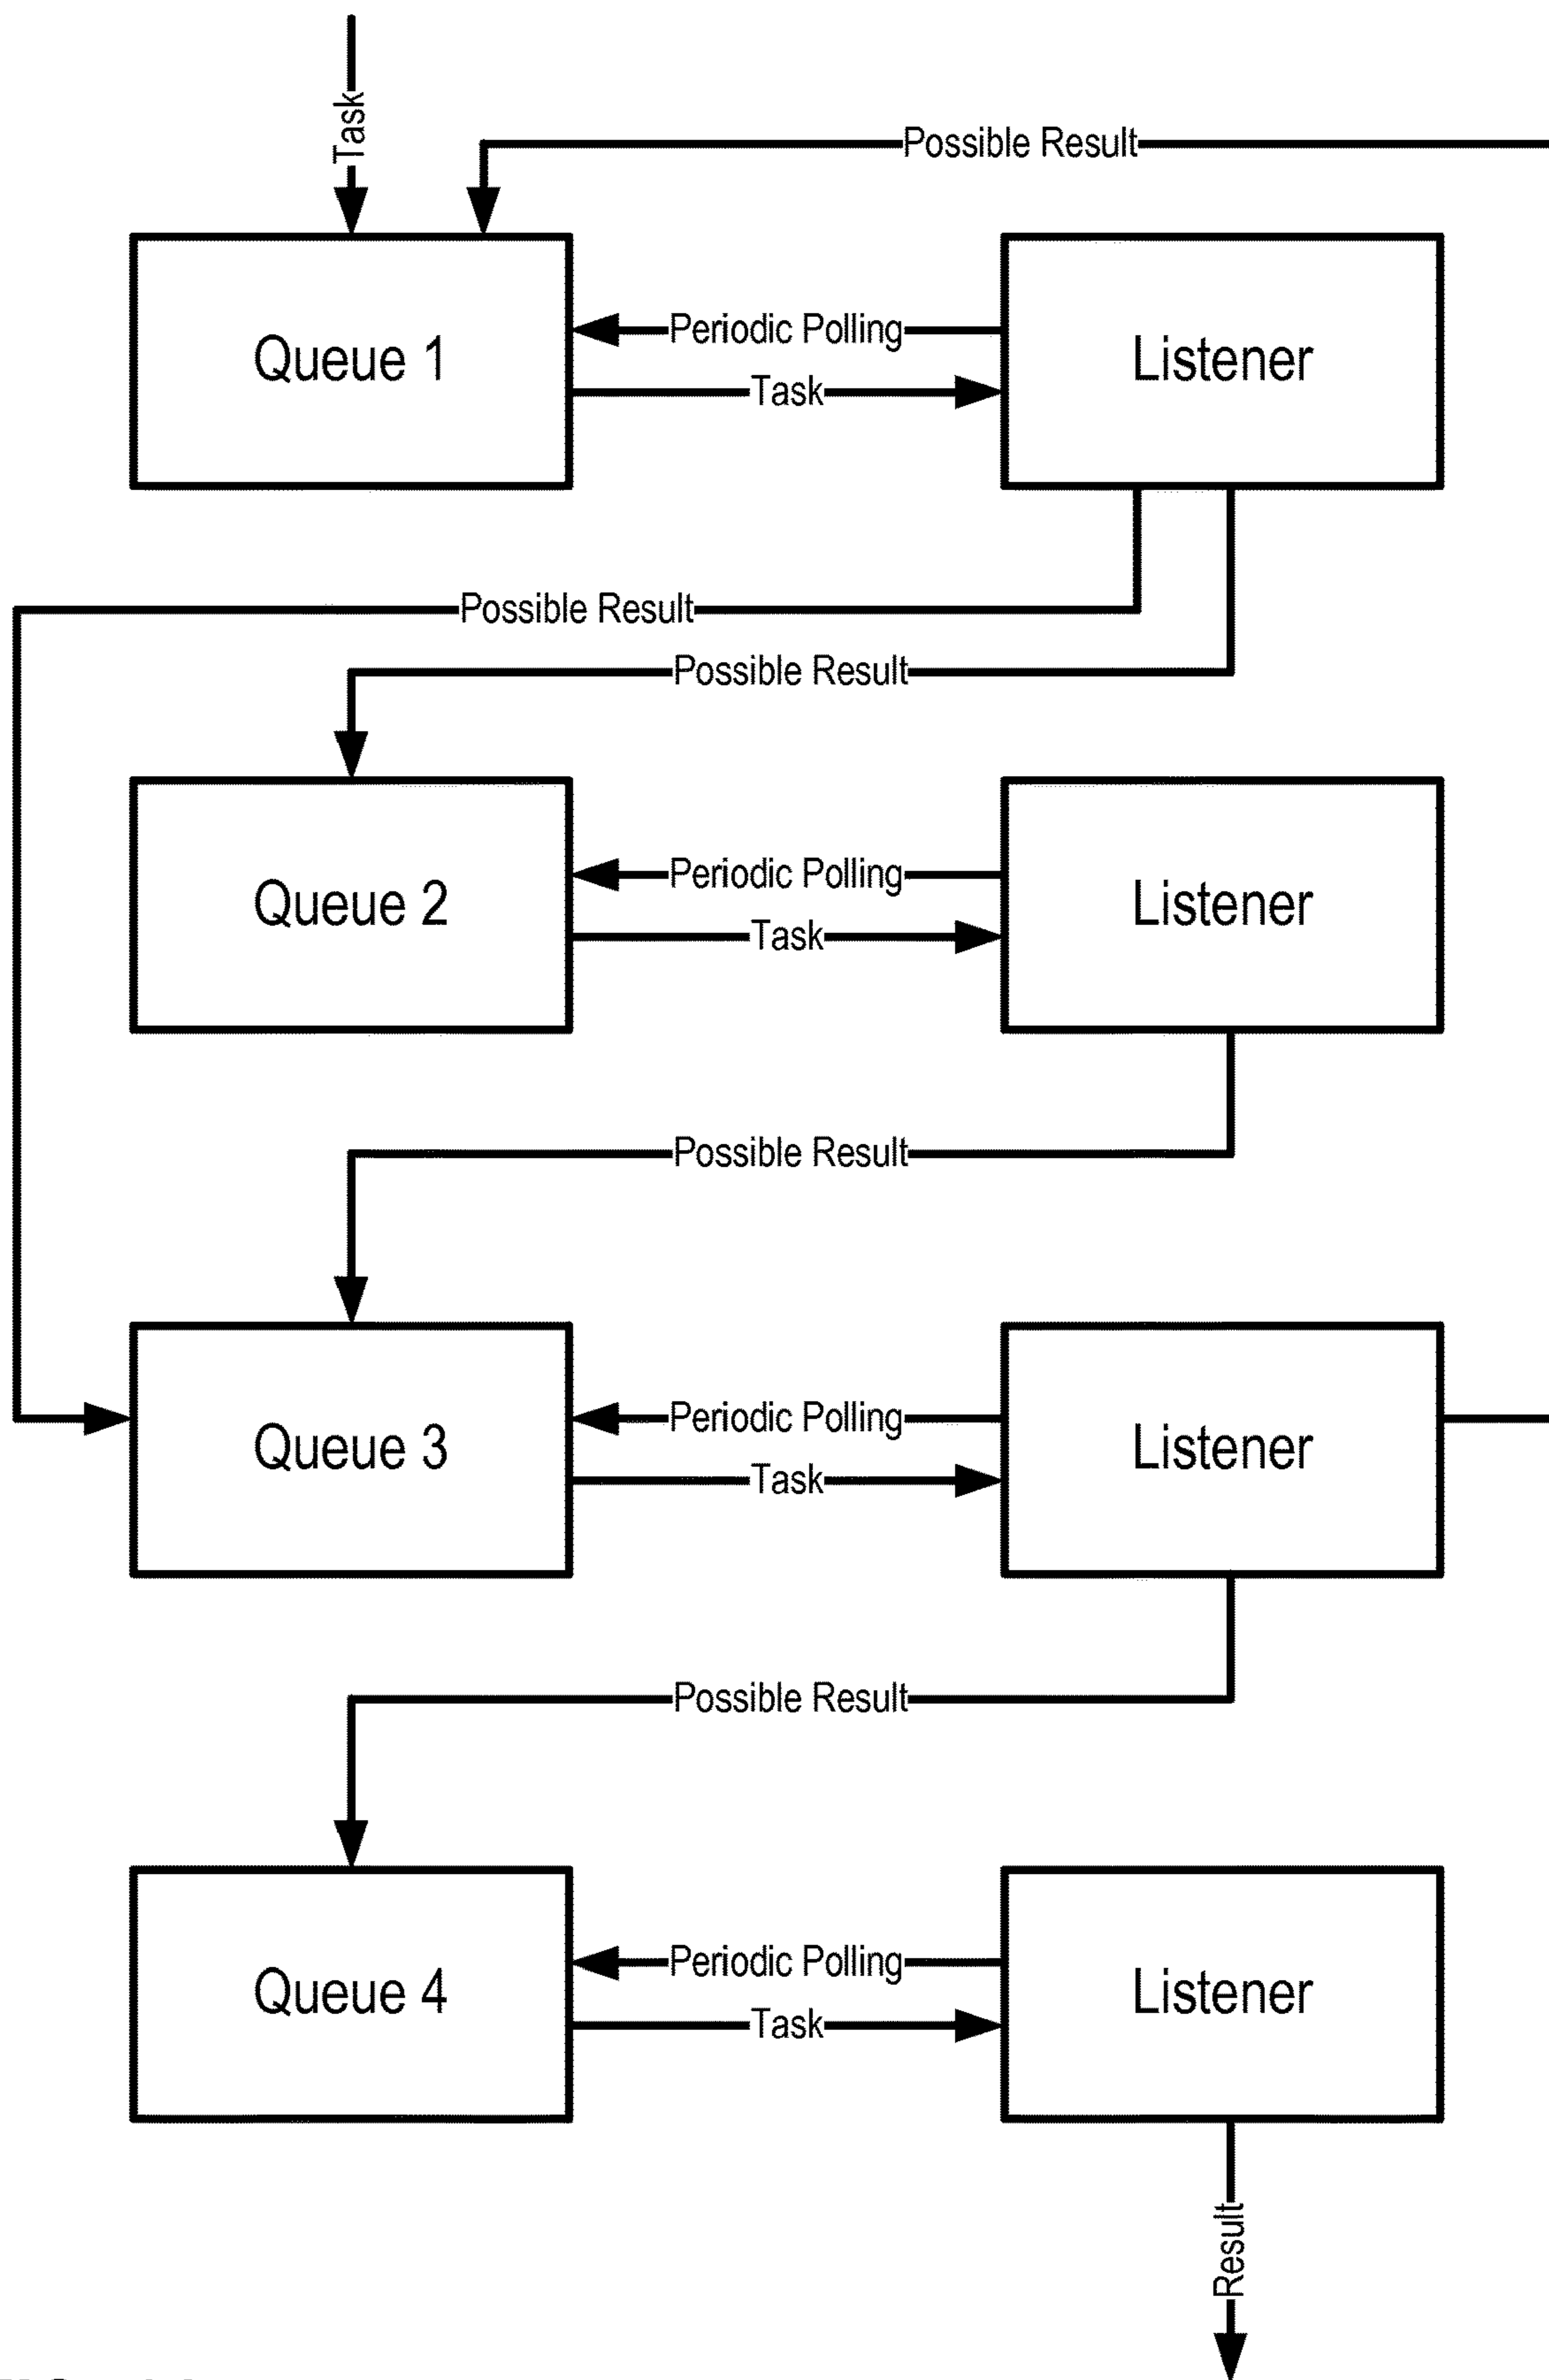 Task
Possible Result
Queue 1
Periodic Polling
Task
Listener
Possible Result
Possible Result
Queue 2
Periodic Polling
Task
Listener
Possible Result
Queue 3
Periodic Polling
Task
Listener
Possible Result
Queue 4
Periodic Polling
Task
Listener
Result